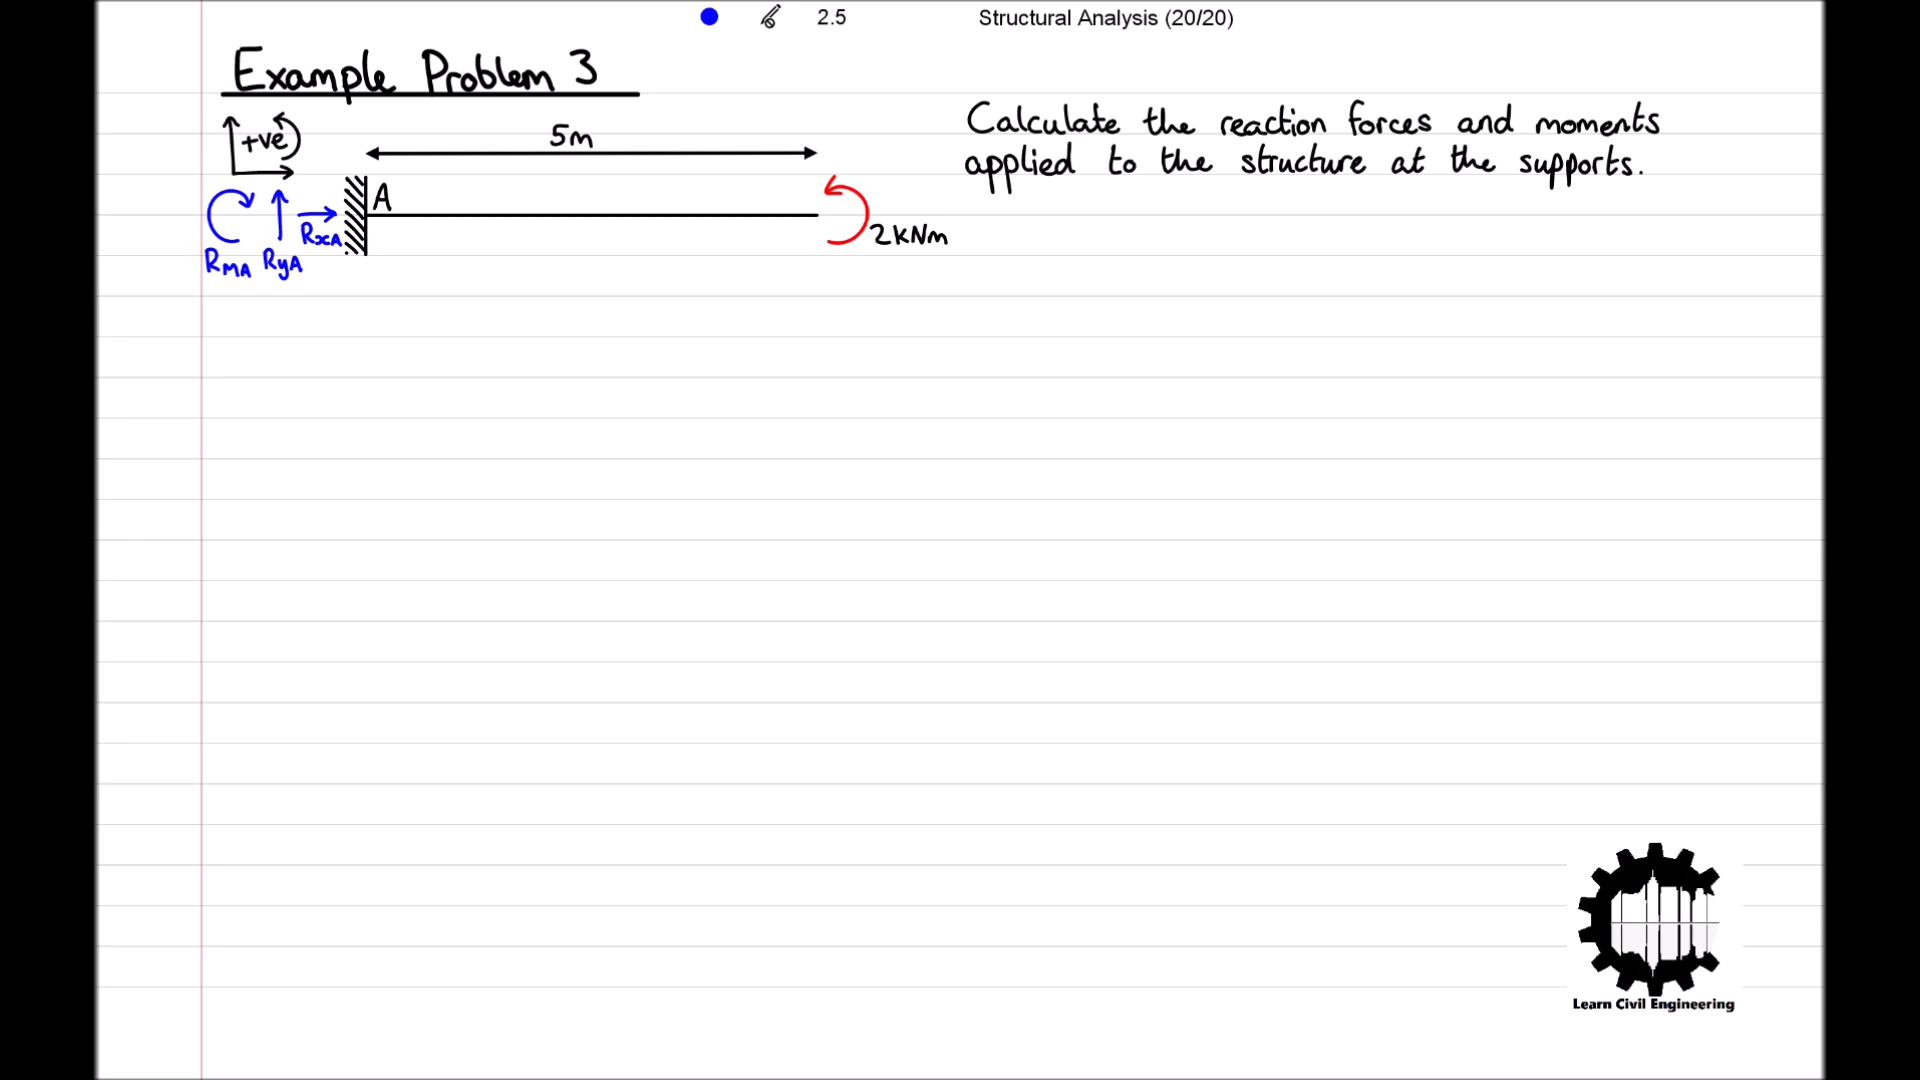 2.5
Structural Analysis (20/20)
Example Problem 3
Calculate the reaction forces and moments
applied to the structure at the supports.
+ve
5m
A
RxA
2kNm
RMA RyA
Learn Civil Engineering